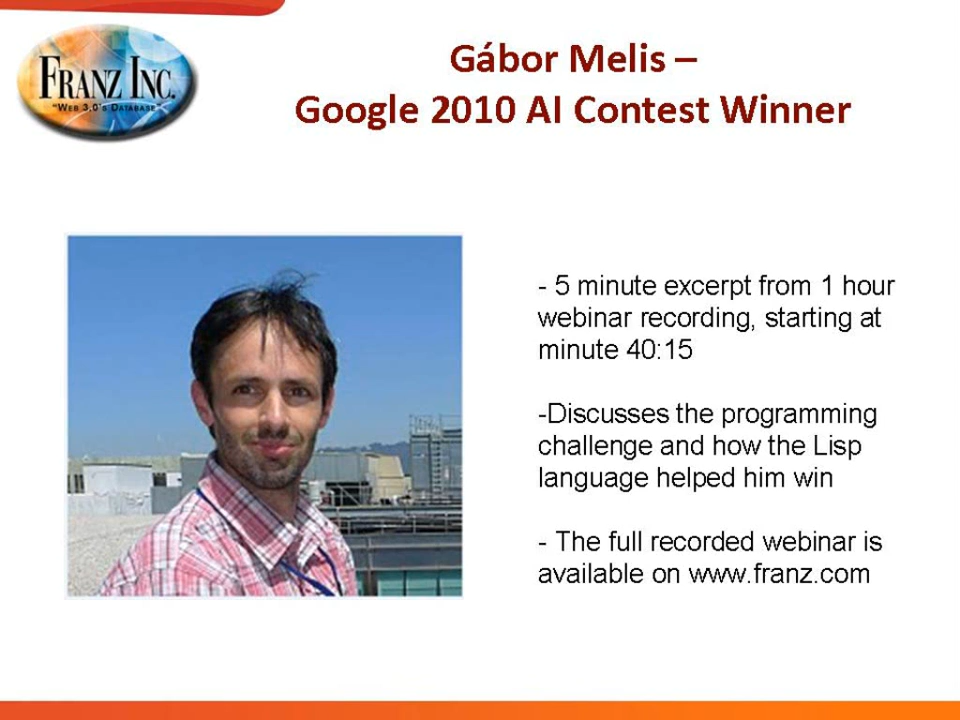 FRANZ INC.
"WEB 3.0'S DATABASE"
Gábor Melis –
Google 2010 AI Contest Winner
- 5 minute excerpt from 1 hour
webinar recording, starting at
minute 40:15
-Discusses the programming
challenge and how the Lisp
language helped him win
- The full recorded webinar is
available on www.franz.com